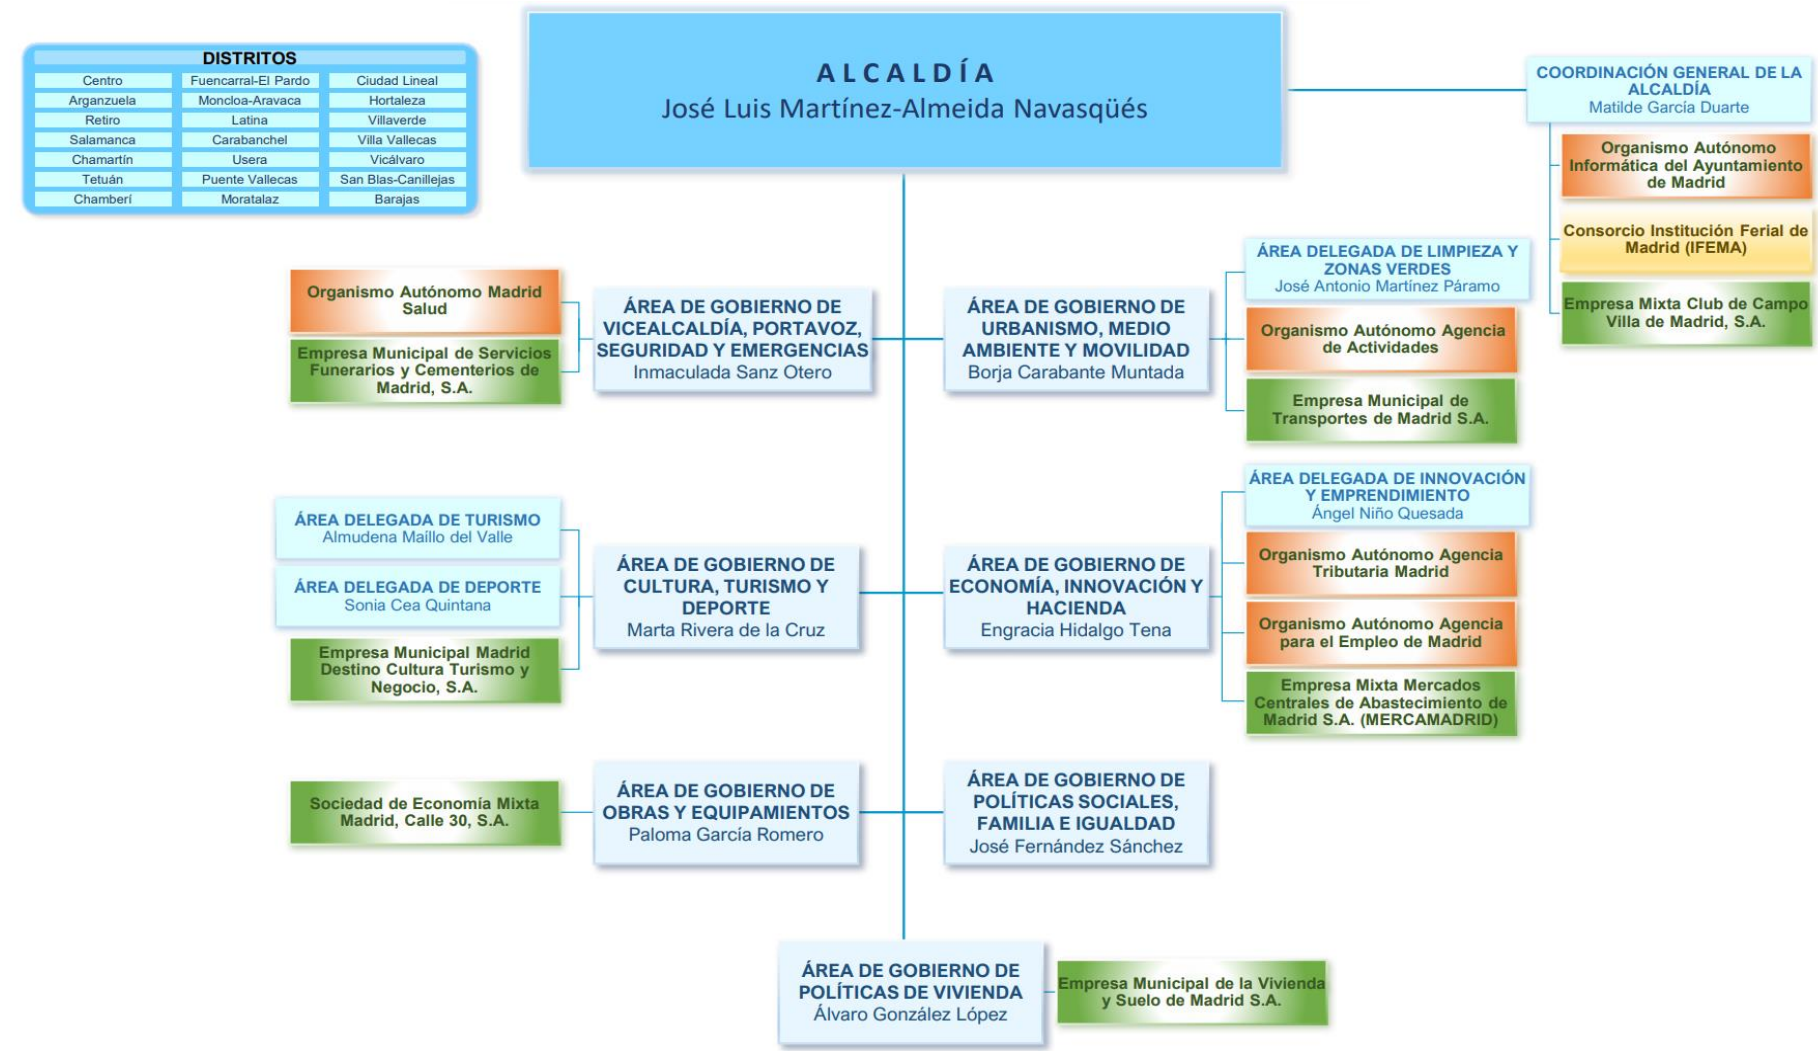 DISTRITOS
Centro
Fuencarral-El Pardo
Ciudad Lineal
Arganzuela
Moncloa-Aravaca
Hortaleza
Retiro
Latina
Villaverde
Salamanca
Carabanchel
Villa Vallecas
Chamartín
Usera
Vicálvaro
Tetuán
Puente Vallecas
San Blas-Canillejas
Chamberí
Moratalaz
Barajas
ALCALDÍA
José Luis Martínez-Almeida Navasqüés
COORDINACIÓN GENERAL DE LA
ALCALDÍA
Matilde García Duarte
Organismo Autónomo
Informática del Ayuntamiento
de Madrid
Consorcio Institución Ferial de
Madrid (IFEMA)
Empresa Mixta Club de Campo
Villa de Madrid, S.A.
Organismo Autónomo Madrid
Salud
Empresa Municipal de Servicios
Funerarios y Cementerios de
Madrid, S.A.
ÁREA DE GOBIERNO DE
VICEALCALDÍA, PORTAVOZ,
SEGURIDAD Y EMERGENCIAS
Inmaculada Sanz Otero
ÁREA DE GOBIERNO DE
URBANISMO, MEDIO
AMBIENTE Y MOVILIDAD
Borja Carabante Muntada
ÁREA DELEGADA DE LIMPIEZA Y
ZONAS VERDES
José Antonio Martínez Páramo
Organismo Autónomo Agencia
de Actividades
Empresa Municipal de
Transportes de Madrid S.A.
ÁREA DELEGADA DE TURISMO
Almudena Maíllo del Valle
ÁREA DELEGADA DE DEPORTE
Sonia Cea Quintana
Empresa Municipal Madrid
Destino Cultura Turismo y
Negocio, S.A.
ÁREA DE GOBIERNO DE
CULTURA, TURISMO Y
DEPORTE
Marta Rivera de la Cruz
ÁREA DE GOBIERNO DE
ECONOMÍA, INNOVACIÓN Y
HACIENDA
Engracia Hidalgo Tena
ÁREA DELEGADA DE INNOVACIÓN
Y EMPRENDIMIENTO
Ángel Niño Quesada
Organismo Autónomo Agencia
Tributaria Madrid
Organismo Autónomo Agencia
para el Empleo de Madrid
Empresa Mixta Mercados
Centrales de Abastecimiento de
Madrid S.A. (MERCAMADRID)
Sociedad de Economía Mixta
Madrid, Calle 30, S.A.
ÁREA DE GOBIERNO DE
OBRAS Y EQUIPAMIENTOS
Paloma García Romero
ÁREA DE GOBIERNO DE
POLÍTICAS SOCIALES,
FAMILIA E IGUALDAD
José Fernández Sánchez
ÁREA DE GOBIERNO DE
POLÍTICAS DE VIVIENDA
Álvaro González López
Empresa Municipal de la Vivienda
y Suelo de Madrid S.A.